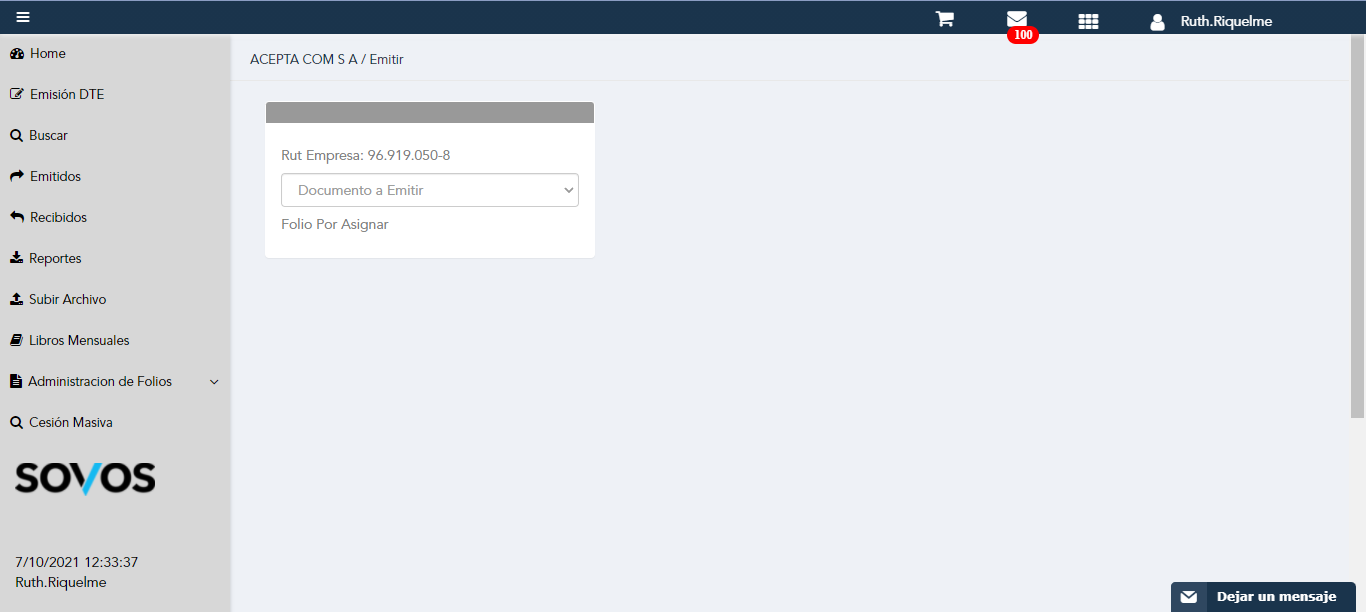 100
Ruth.Riquelme
Home
Emisión DTE
Buscar
Emitidos
Recibidos
Reportes
Subir Archivo
Libros Mensuales
Administracion de Folios
Cesión Masiva
SOVOS
7/10/2021 12:33:37
Ruth.Riquelme
ACEPTA COM S A / Emitir
Rut Empresa: 96.919.050-8
Documento a Emitir
Folio Por Asignar
Dejar un mensaje